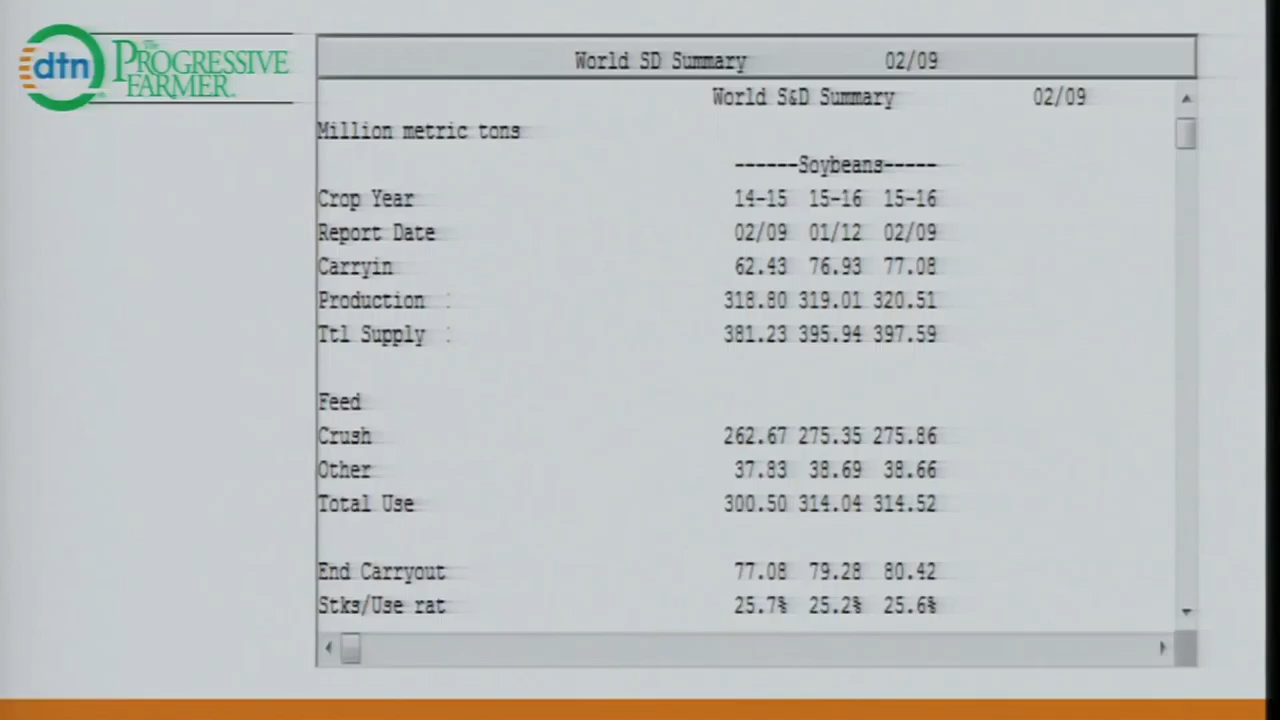 dtn
The
PROGRESSIVE
FARMER
World SD Summary 02/09
World S&D Summary 02/09
Million metric tons
------Soybeans-----
Crop Year 14-15 15-16 15-16
Report Date 02/09 01/12 02/09
Carryin 62.43 76.93 77.08
Production : 318.80 319.01 320.51
Ttl Supply : 381.23 395.94 397.59
Feed
Crush 262.67 275.35 275.86
Other 37.83 38.69 38.66
Total Use 300.50 314.04 314.52
End Carryout 77.08 79.28 80.42
Stks/Use rat 25.7% 25.2% 25.6%